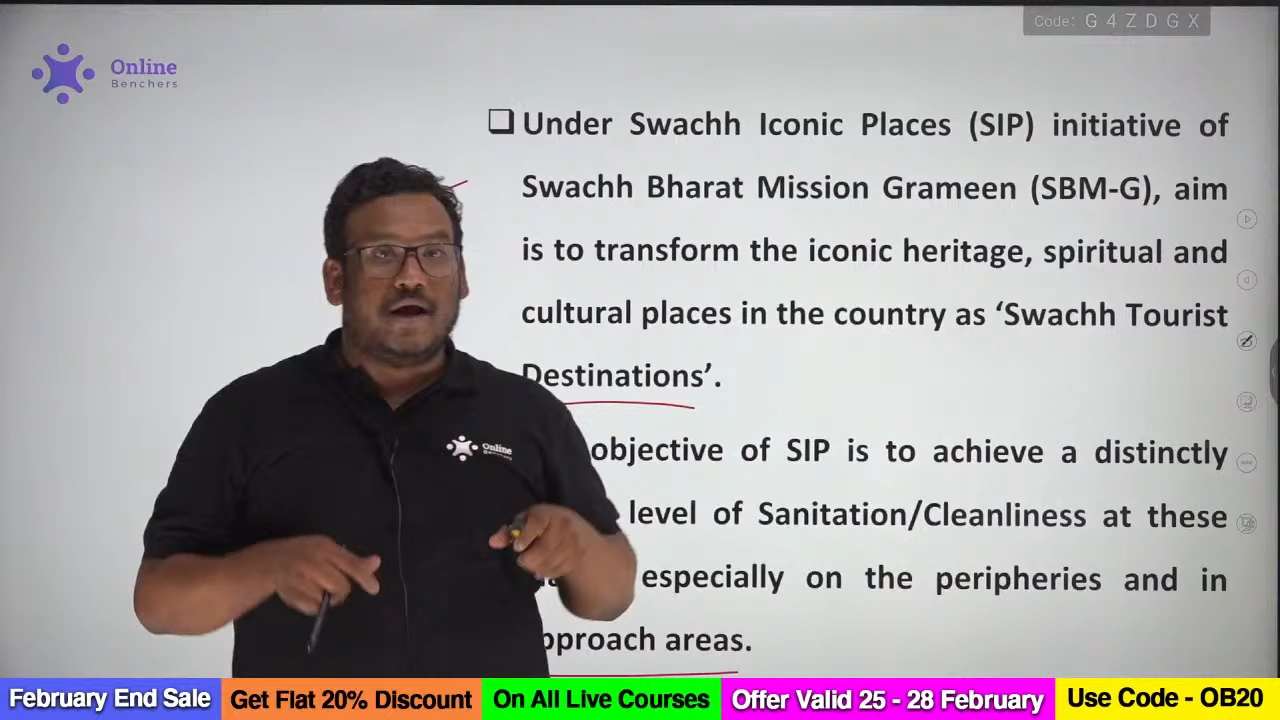 Code: G 4 Z D G X
Online
Benchers
Under Swachh Iconic Places (SIP) initiative of
Swachh Bharat Mission Grameen (SBM-G), aim
is to transform the iconic heritage, spiritual and
cultural places in the country as ‘Swachh Tourist
Destinations’.
objective of SIP is to achieve a distinctly
level of Sanitation/Cleanliness at these
especially on the peripheries and in
approach areas.
Online
Benchers
February End Sale
Get Flat 20% Discount
On All Live Courses
Offer Valid 25 - 28 February
Use Code - OB20